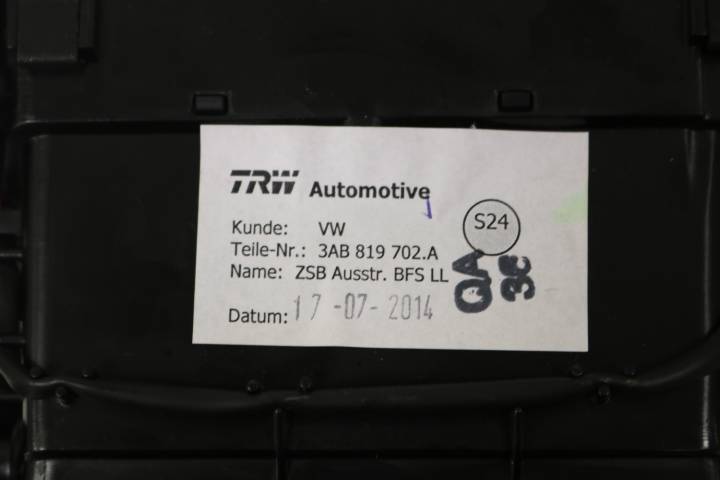 TRW Automotive
S24
Kunde: VW
Teile-Nr.: 3AB 819 702.A
Name: ZSB Ausstr. BFS LL
QA 3C
Datum: 17-07-2014